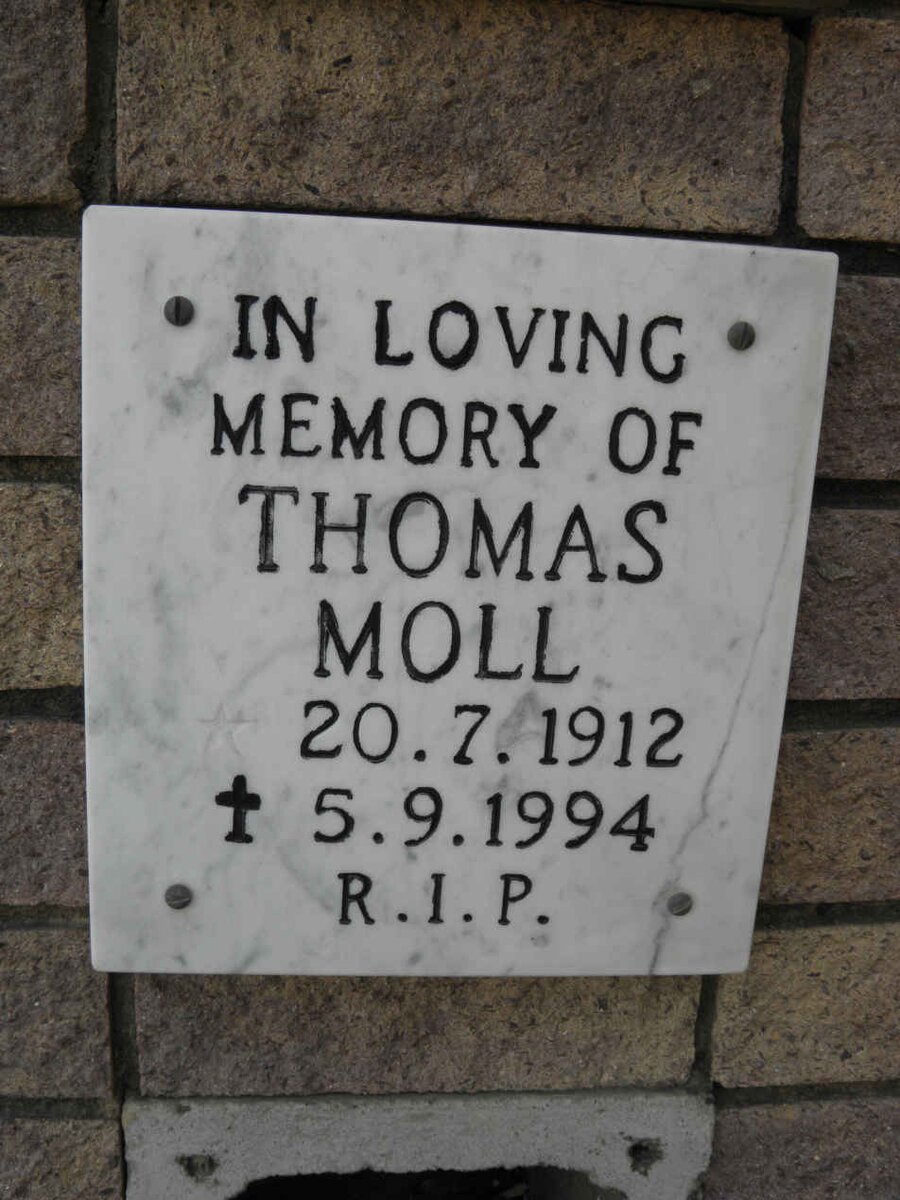 IN LOVING
MEMORY OF
THOMAS
MOLL
20.7.1912
✝ 5.9.1994
R.I.P.